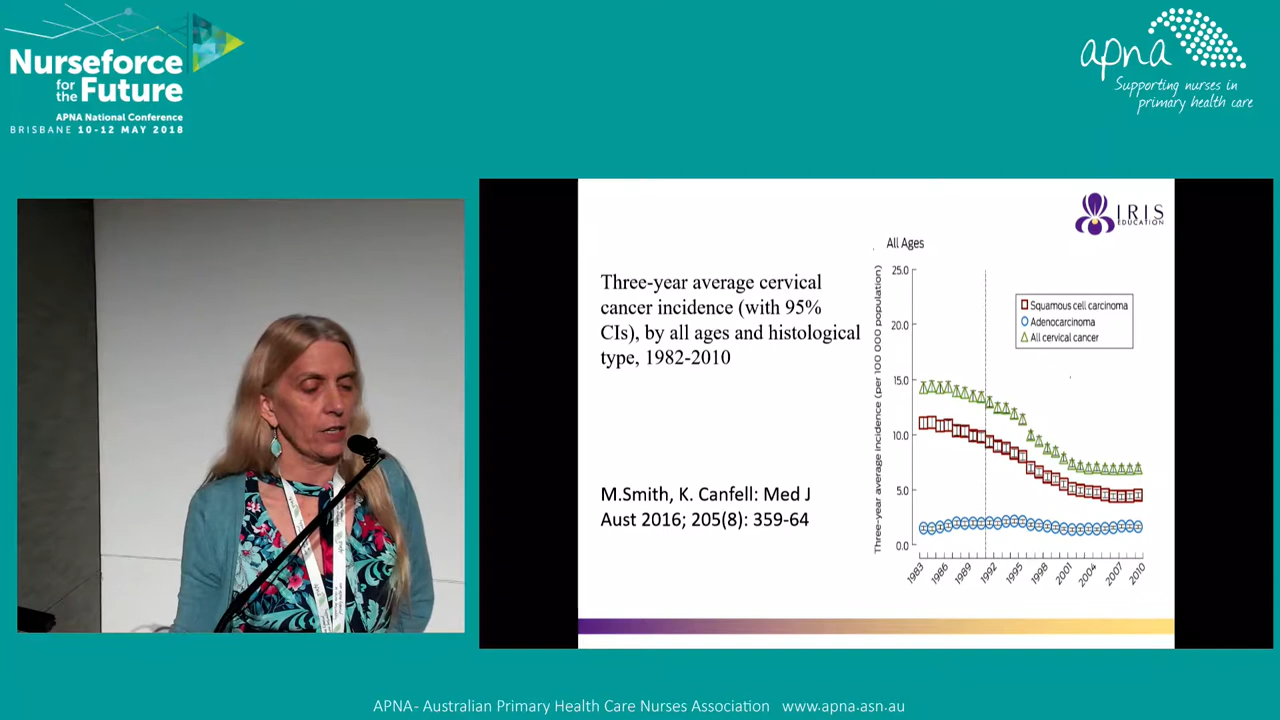 Nurseforce
for the Future
APNA National Conference
BRISBANE 10-12 MAY 2018
apna
Supporting nurses in
primary health care
IRIS
EDUCATION
Three-year average cervical
cancer incidence (with 95%
CIs), by all ages and histological
type, 1982-2010
M.Smith, K. Canfell: Med J
Aust 2016; 205(8): 359-64
All Ages
Three-year average incidence (per 100 000 population)
25.0
20.0
15.0
10.0
5.0
0.0
Squamous cell carcinoma
Adenocarcinoma
All cervical cancer
1983 1986 1989 1992 1995 1998 2001 2004 2007 2010
APNA- Australian Primary Health Care Nurses Association www.apna.asn.au